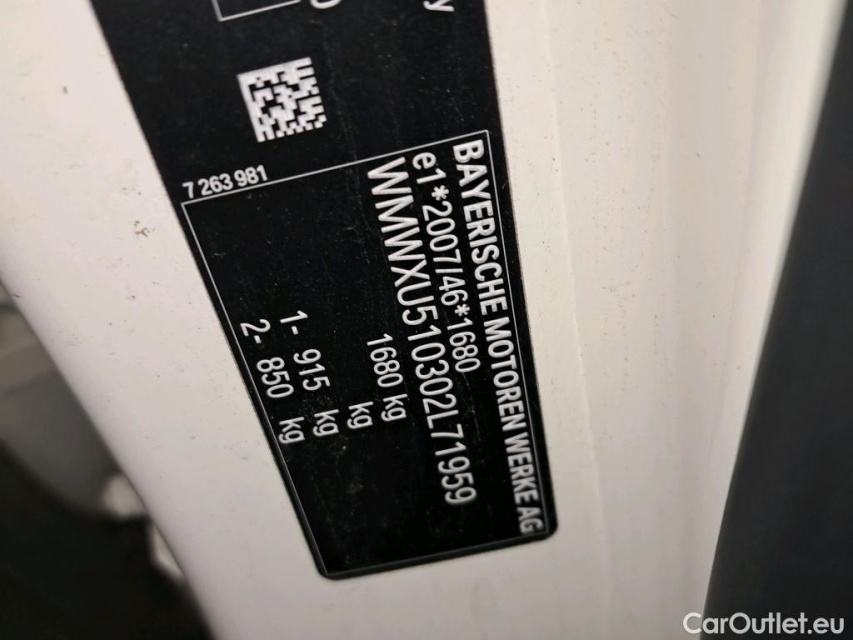 7 263 981
BAYERISCHE MOTOREN WERKE AG
e1*2007/46*1680
WMWXU510302L71959
1680 kg
kg
1- 915 kg
2- 850 kg
CarOutlet.eu